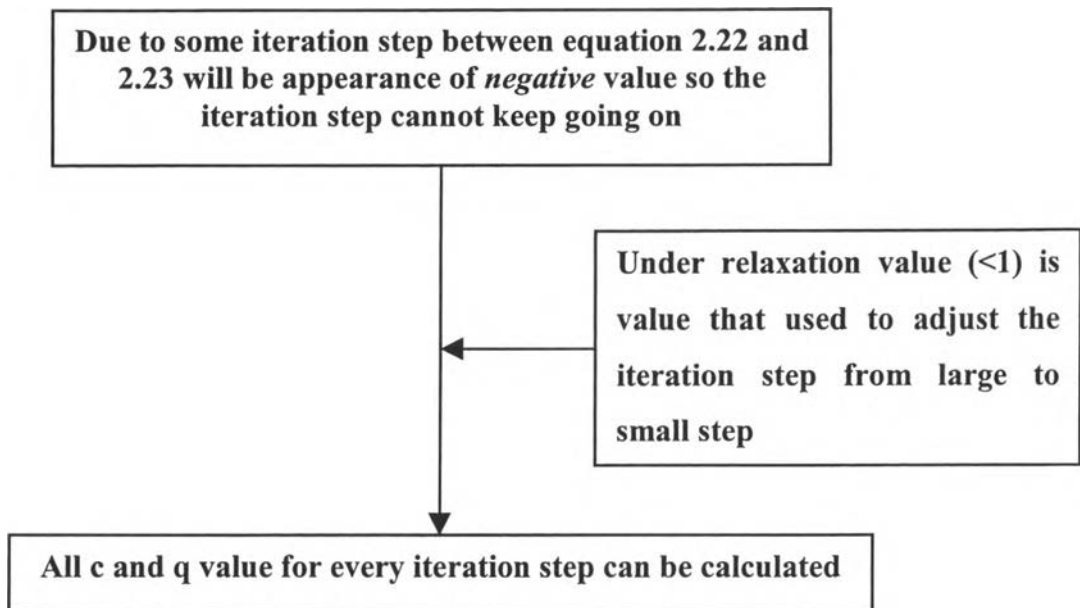 Due to some iteration step between equation 2.22 and
2.23 will be appearance of negative value so the
iteration step cannot keep going on
Under relaxation value (<1) is
value that used to adjust the
iteration step from large to
small step
All c and q value for every iteration step can be calculated